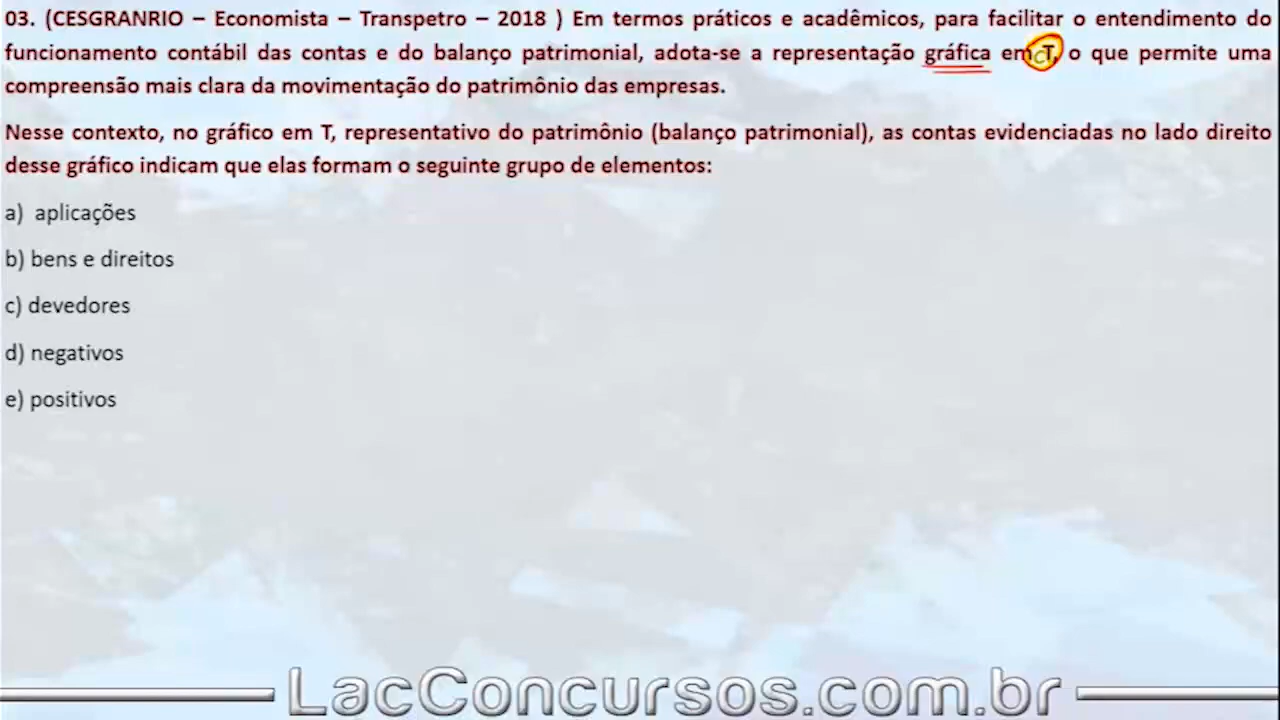 03. (CESGRANRIO – Economista – Transpetro – 2018 ) Em termos práticos e acadêmicos, para facilitar o entendimento do
funcionamento contábil das contas e do balanço patrimonial, adota-se a representação gráfica em T, o que permite uma
compreensão mais clara da movimentação do patrimônio das empresas.
Nesse contexto, no gráfico em T, representativo do patrimônio (balanço patrimonial), as contas evidenciadas no lado direito
desse gráfico indicam que elas formam o seguinte grupo de elementos:
a) aplicações
b) bens e direitos
c) devedores
d) negativos
e) positivos
LacConcursos.com.br